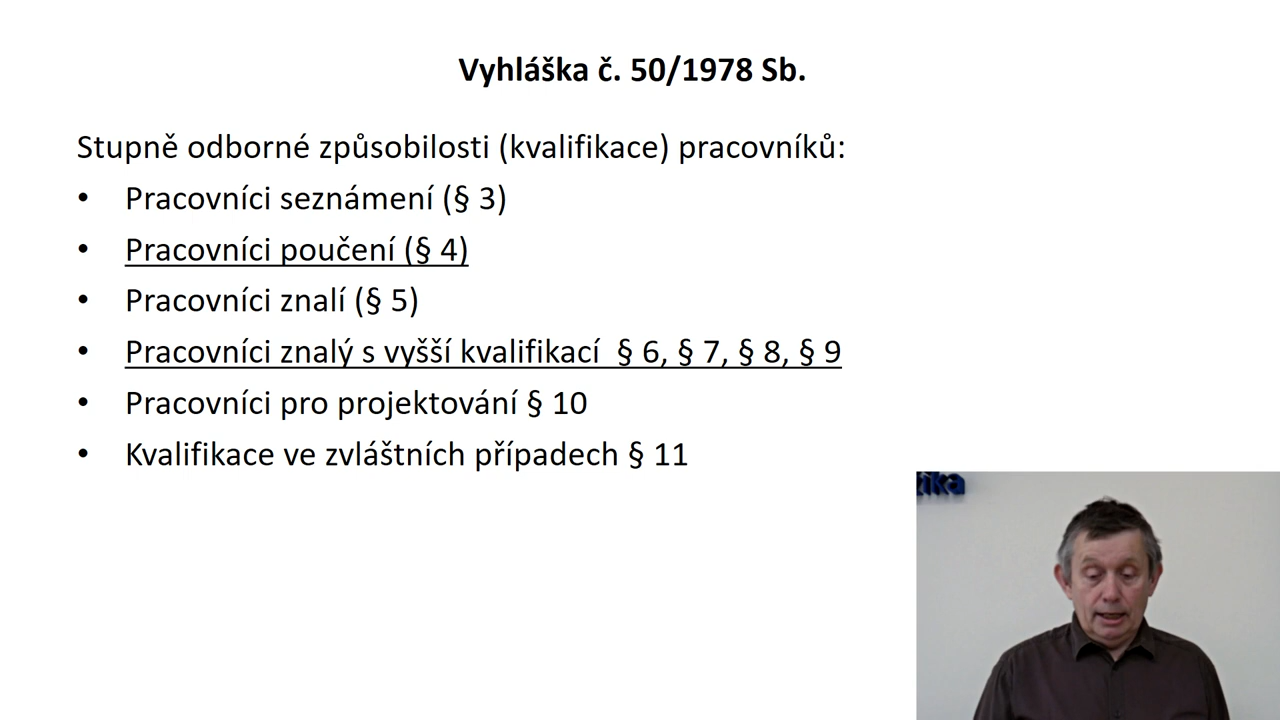 Vyhláška č. 50/1978 Sb.
Stupně odborné způsobilosti (kvalifikace) pracovníků:
• Pracovníci seznámení (§ 3)
• Pracovníci poučení (§ 4)
• Pracovníci znalí (§ 5)
• Pracovníci znalý s vyšší kvalifikací  § 6, § 7, § 8, § 9
• Pracovníci pro projektování § 10
• Kvalifikace ve zvláštních případech § 11